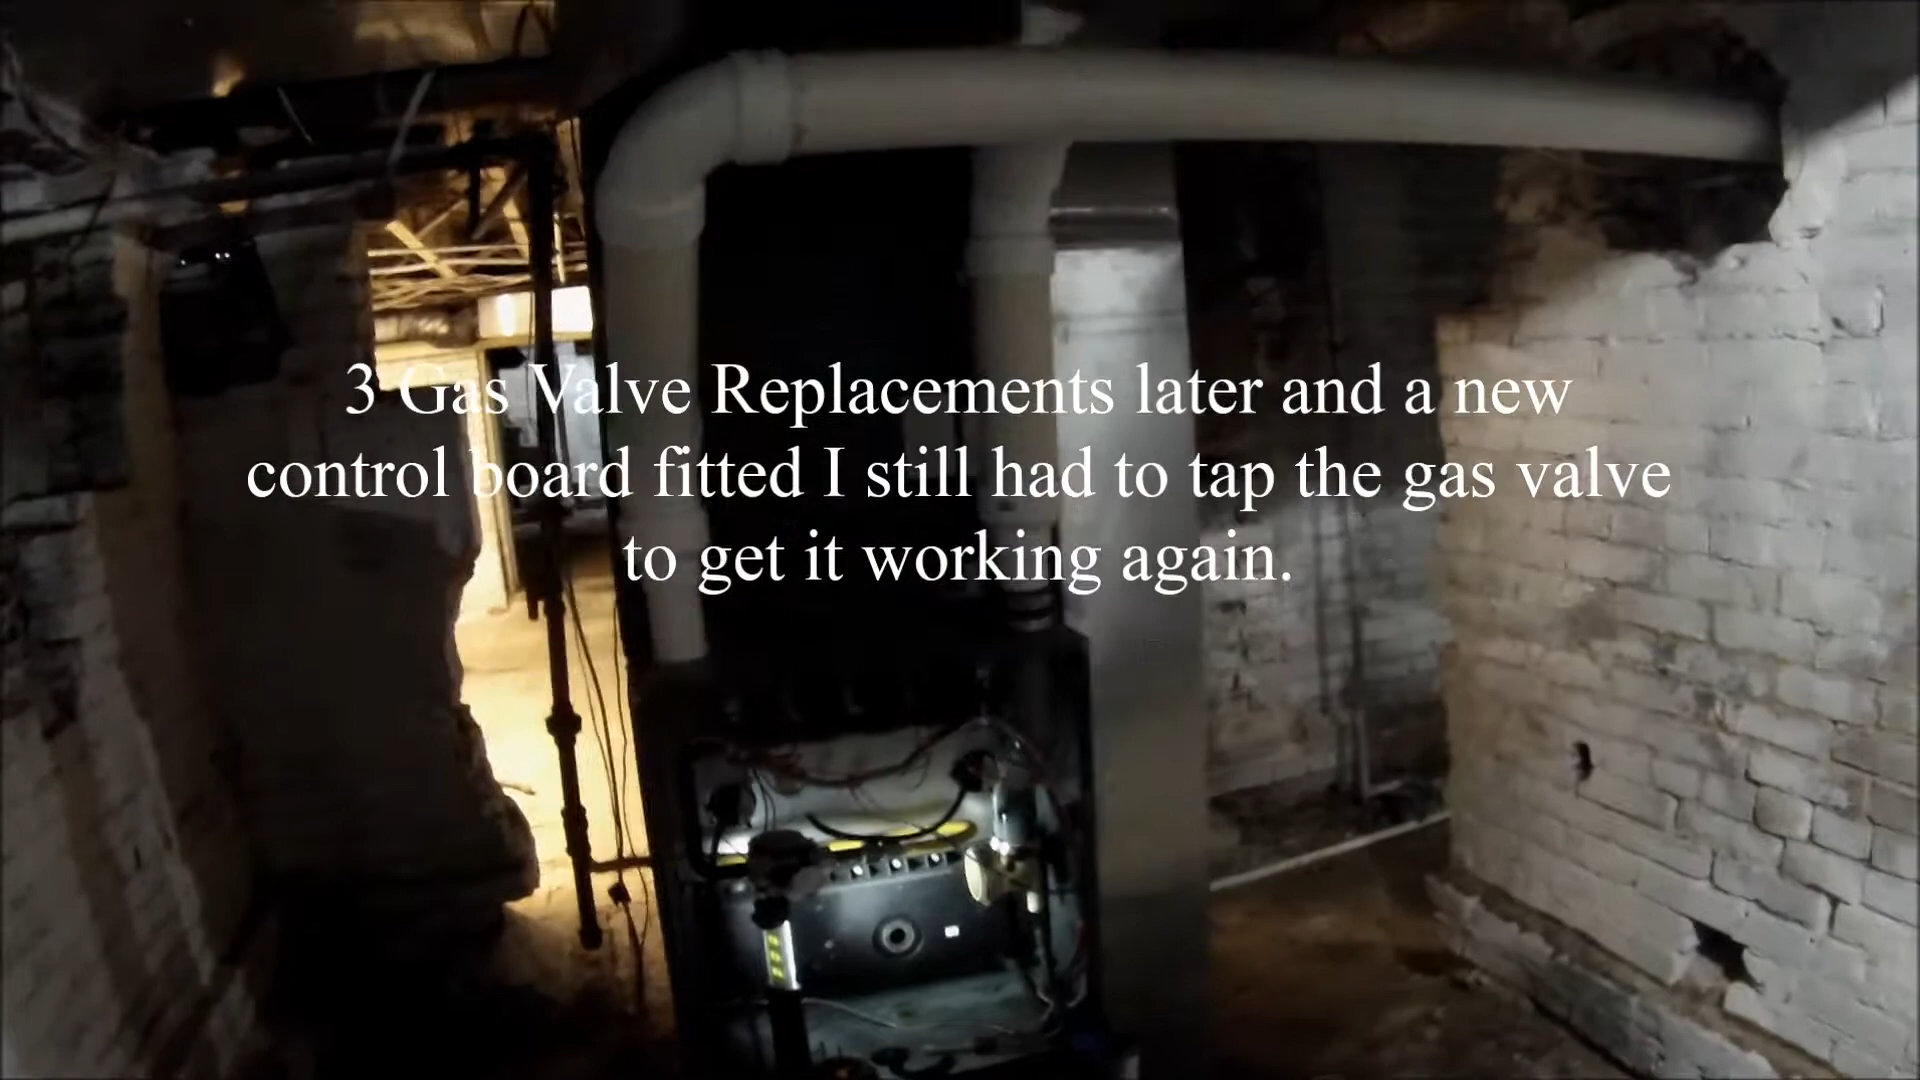 3 Gas Valve Replacements later and a new
control board fitted I still had to tap the gas valve
to get it working again.